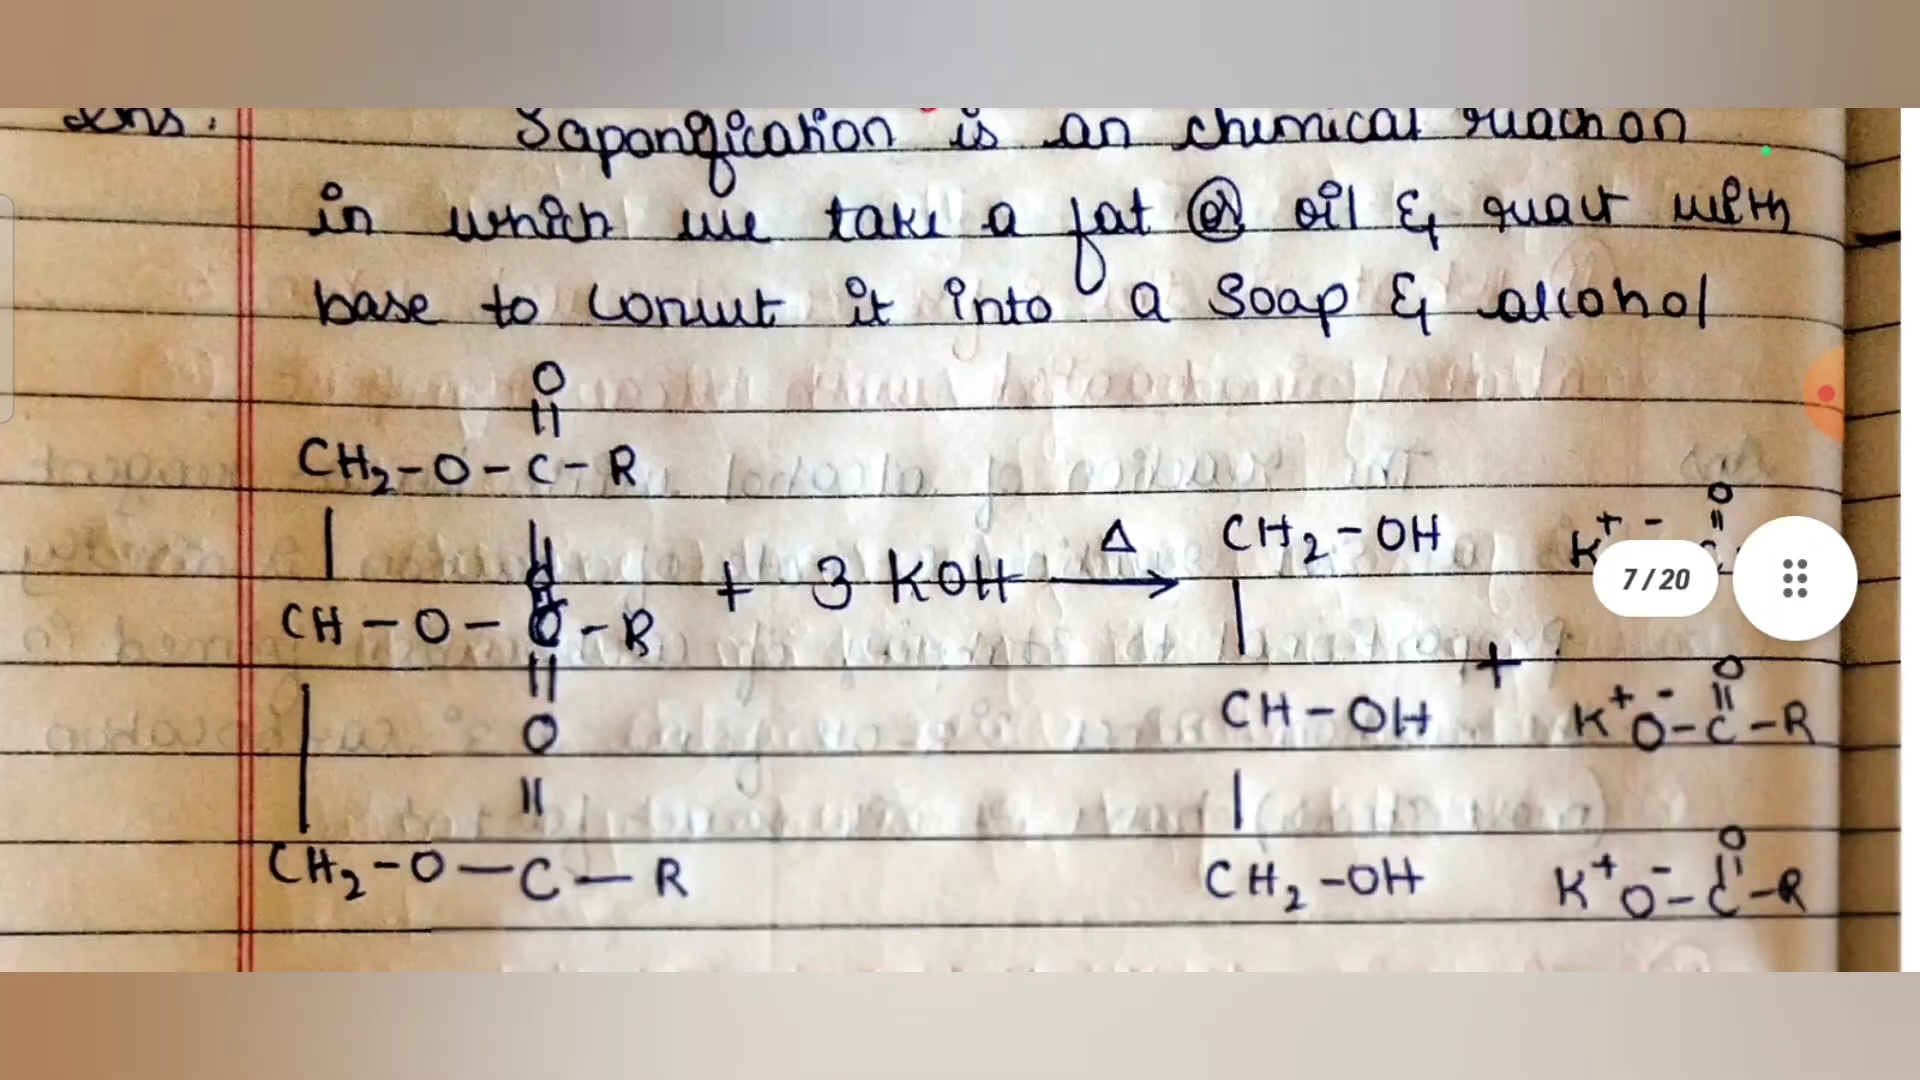 Ans.
Saponification is an chemical reaction
in which we take a fat (or) oil & react with
base to convert it into a soap & alcohol
O
||
CH₂-O-C-R
CH-O-C-R + 3 KOH →Δ
||
O
||
CH₂-O-C-R
CH₂-OH
CH-OH
CH₂-OH
+
O
||
K⁺ -
K⁺O⁻-C-R
O
||
K⁺O⁻-C-R
O
||
7/20